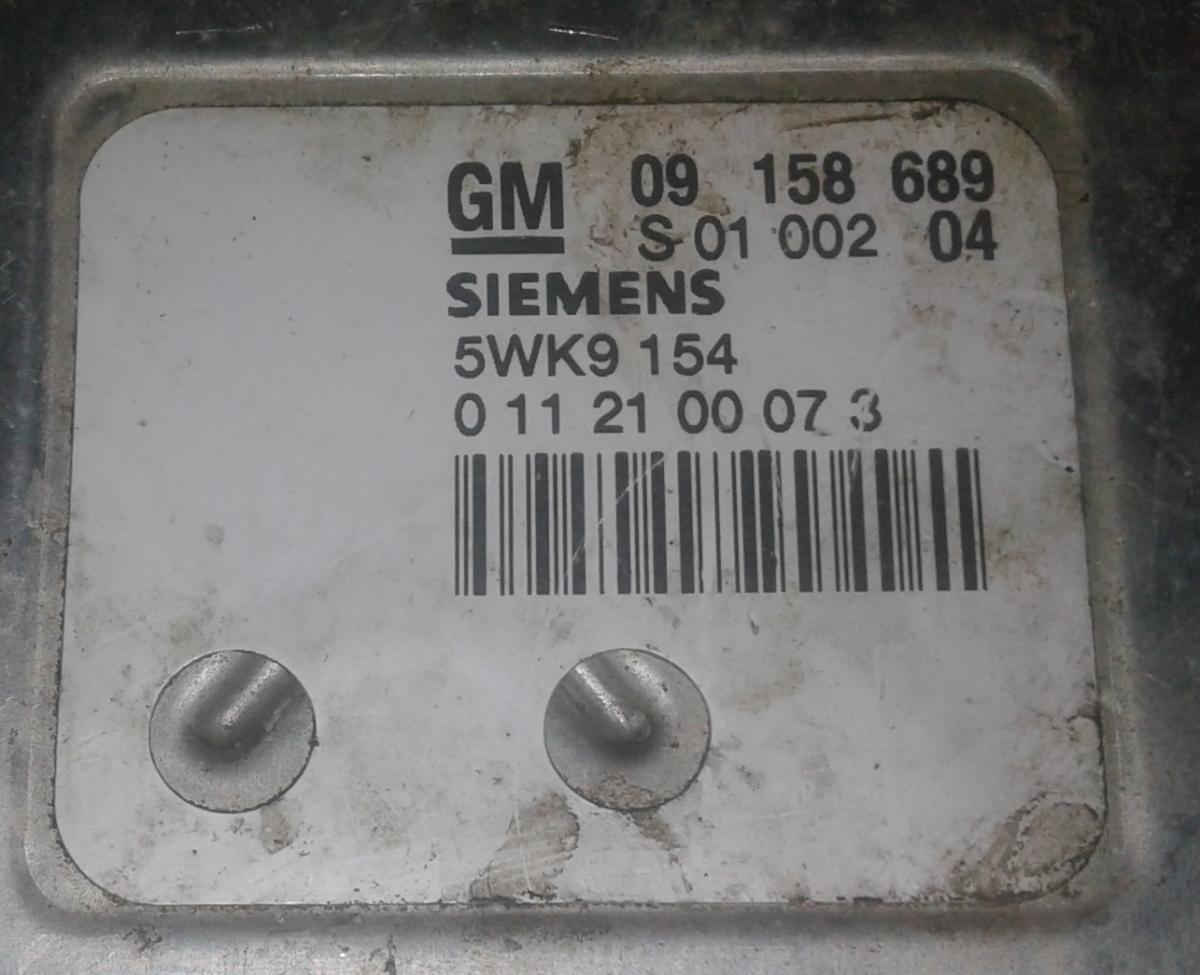 GM 09 158 689
S 01 002 04
SIEMENS
5WK9 154
0 11 21 00 07 3